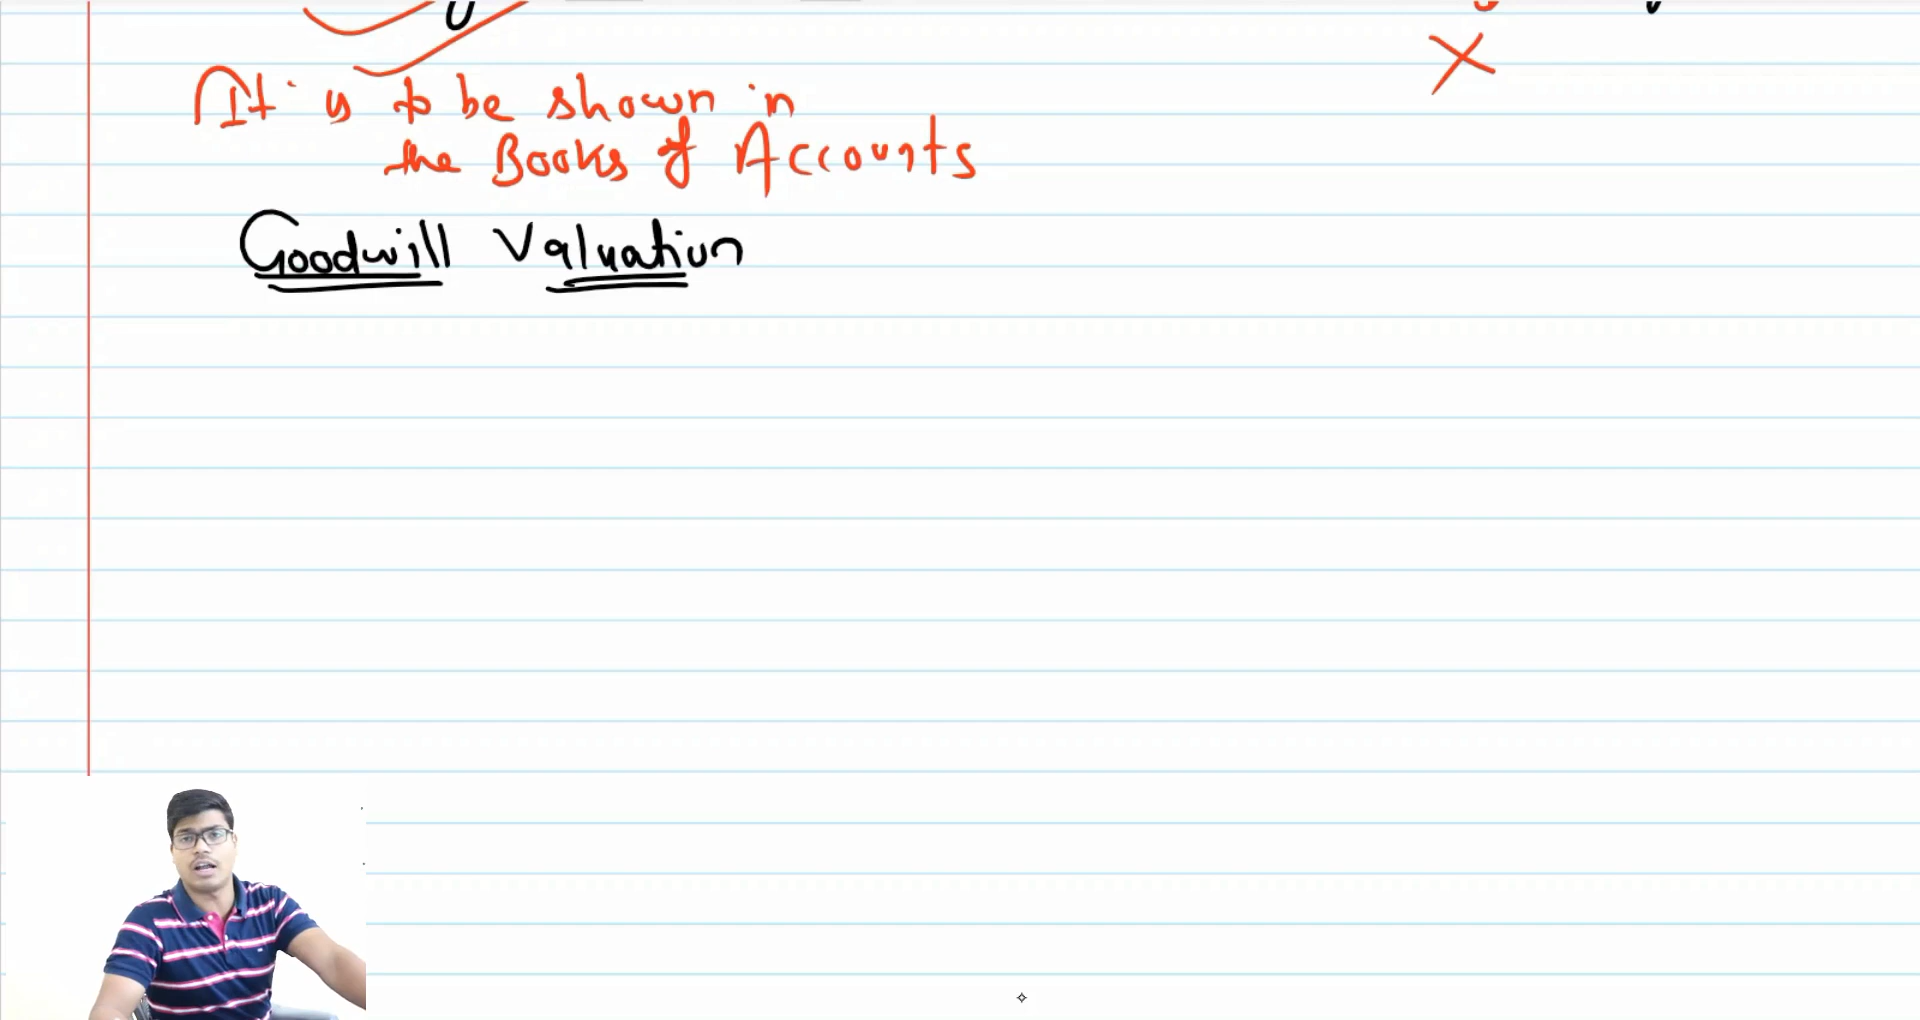 It is to be shown in
the Books of Accounts
Goodwill Valuation